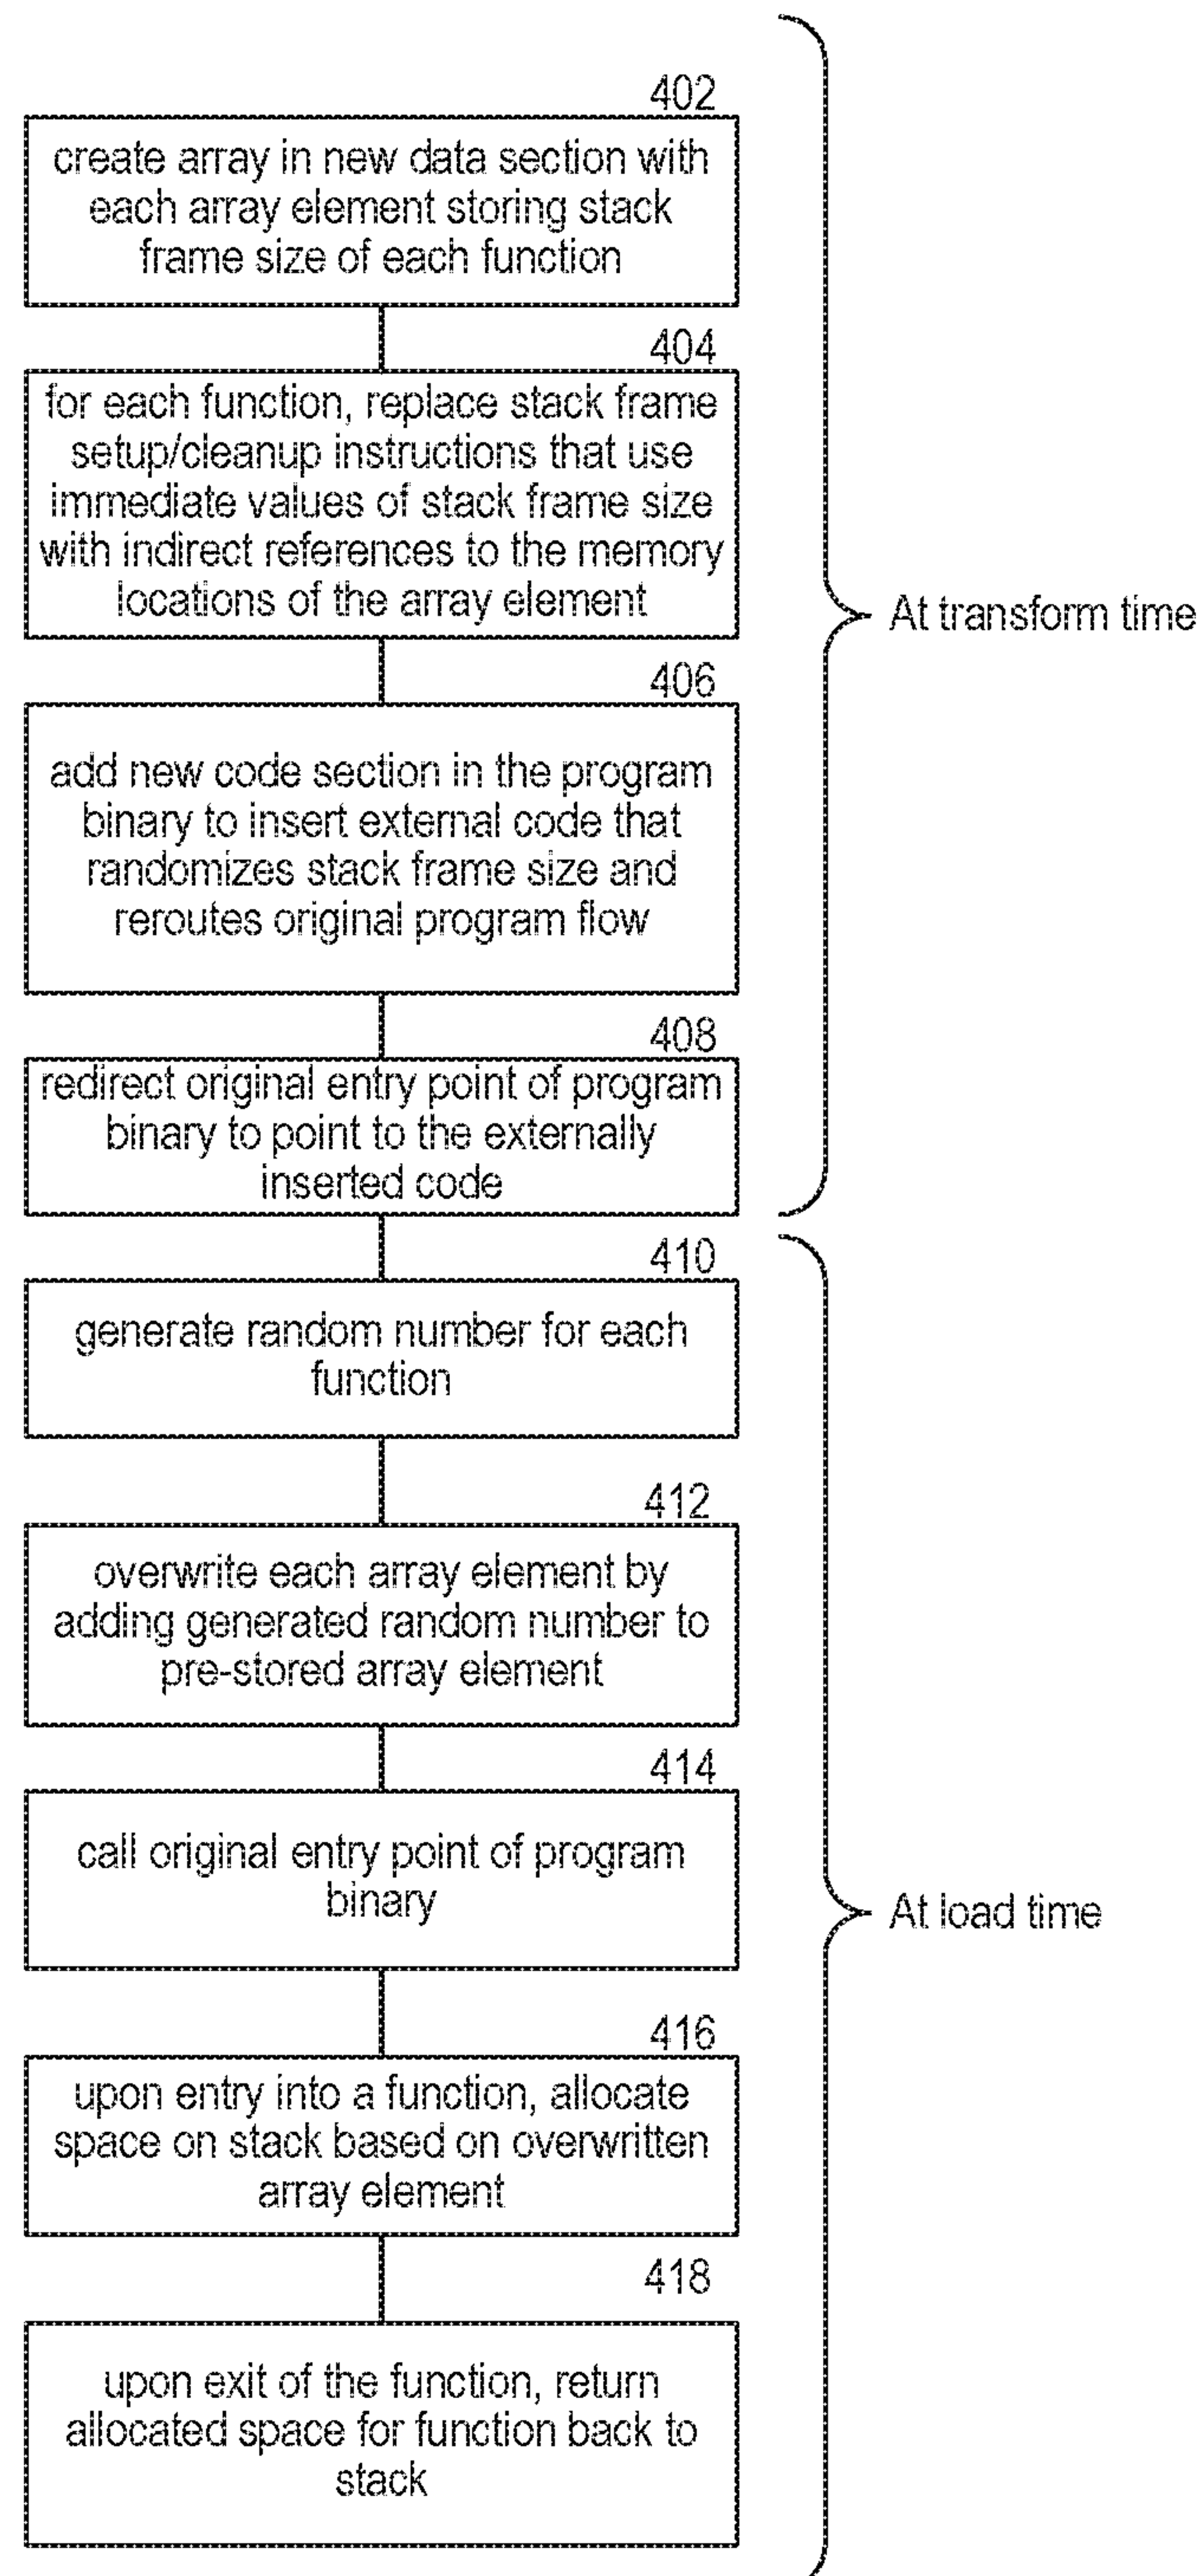 402
create array in new data section with
each array element storing stack
frame size of each function
404
for each function, replace stack frame
setup/cleanup instructions that use
immediate values of stack frame size
with indirect references to the memory
locations of the array element
At transform time
406
add new code section in the program
binary to insert external code that
randomizes stack frame size and
reroutes original program flow
408
redirect original entry point of program
binary to point to the externally
inserted code
410
generate random number for each
function
412
overwrite each array element by
adding generated random number to
pre-stored array element
414
call original entry point of program
binary
At load time
416
upon entry into a function, allocate
space on stack based on overwritten
array element
418
upon exit of the function, return
allocated space for function back to
stack